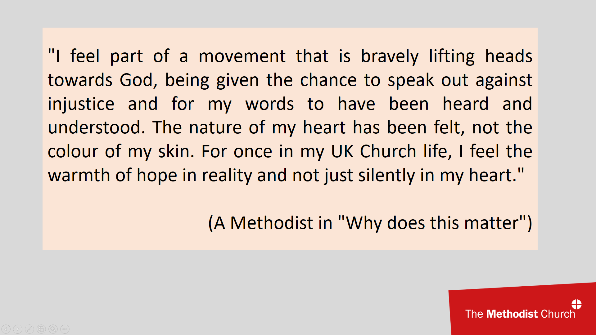 "I feel part of a movement that is bravely lifting heads
towards God, being given the chance to speak out against
injustice and for my words to have been heard and
understood. The nature of my heart has been felt, not the
colour of my skin. For once in my UK Church life, I feel the
warmth of hope in reality and not just silently in my heart."
(A Methodist in "Why does this matter")
The Methodist Church